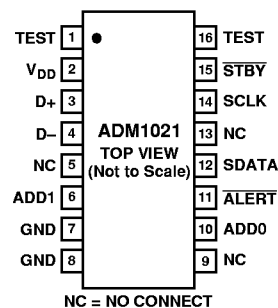 TEST 1 16 TEST
VDD 2 15 STBY
D+ 3 14 SCLK
D– 4 13 NC
NC 5 12 SDATA
ADD1 6 11 ALERT
GND 7 10 ADD0
GND 8 9 NC
ADM1021
TOP VIEW
(Not to Scale)
NC = NO CONNECT